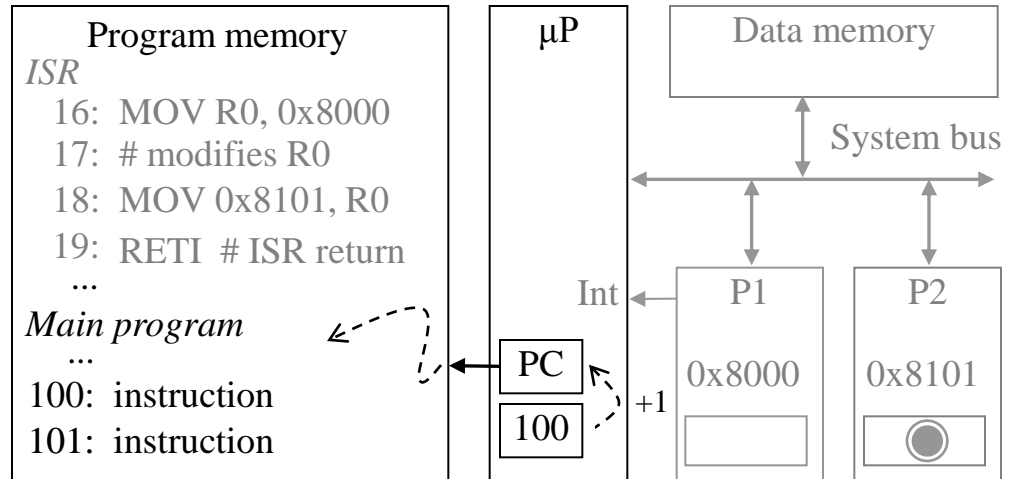 Program memory
ISR
16: MOV R0, 0x8000
17: # modifies R0
18: MOV 0x8101, R0
19: RETI # ISR return
...
Main program
...
100: instruction
101: instruction
μP
Int
PC
100
+1
Data memory
System bus
P1
0x8000
P2
0x8101